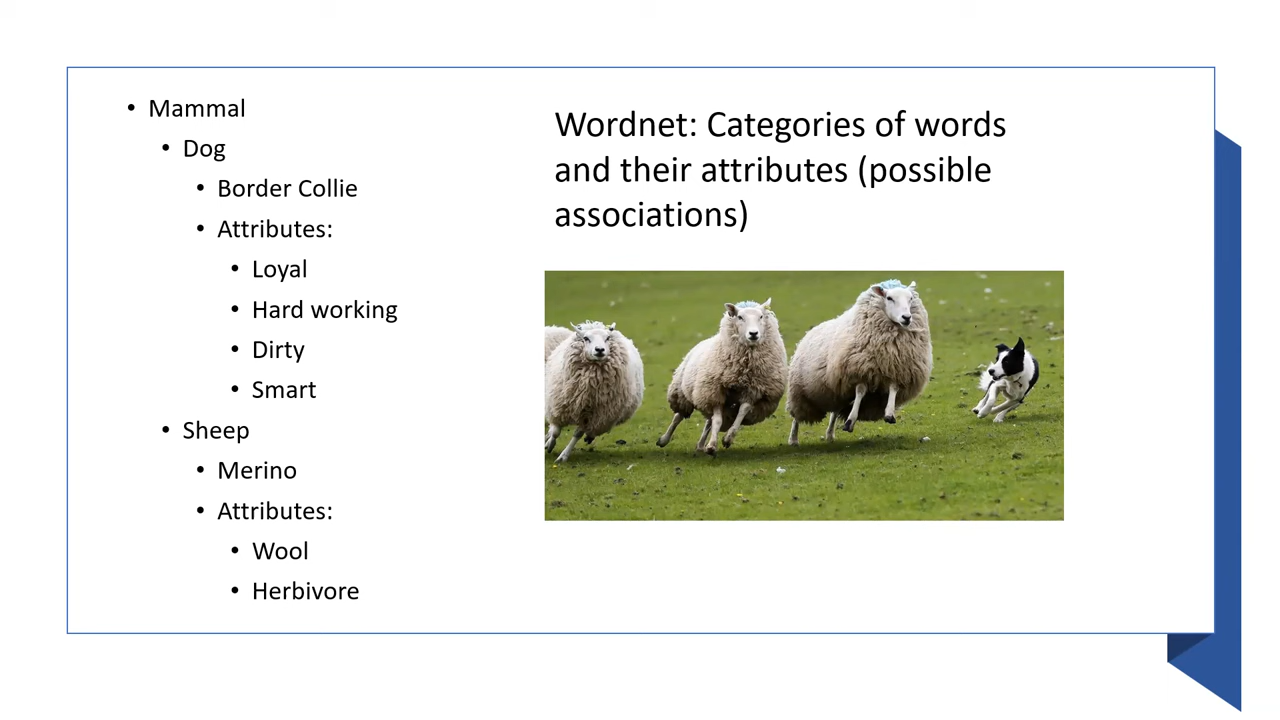 Mammal
Dog
Border Collie
Attributes:
Loyal
Hard working
Dirty
Smart
Sheep
Merino
Attributes:
Wool
Herbivore
Wordnet: Categories of words
and their attributes (possible
associations)